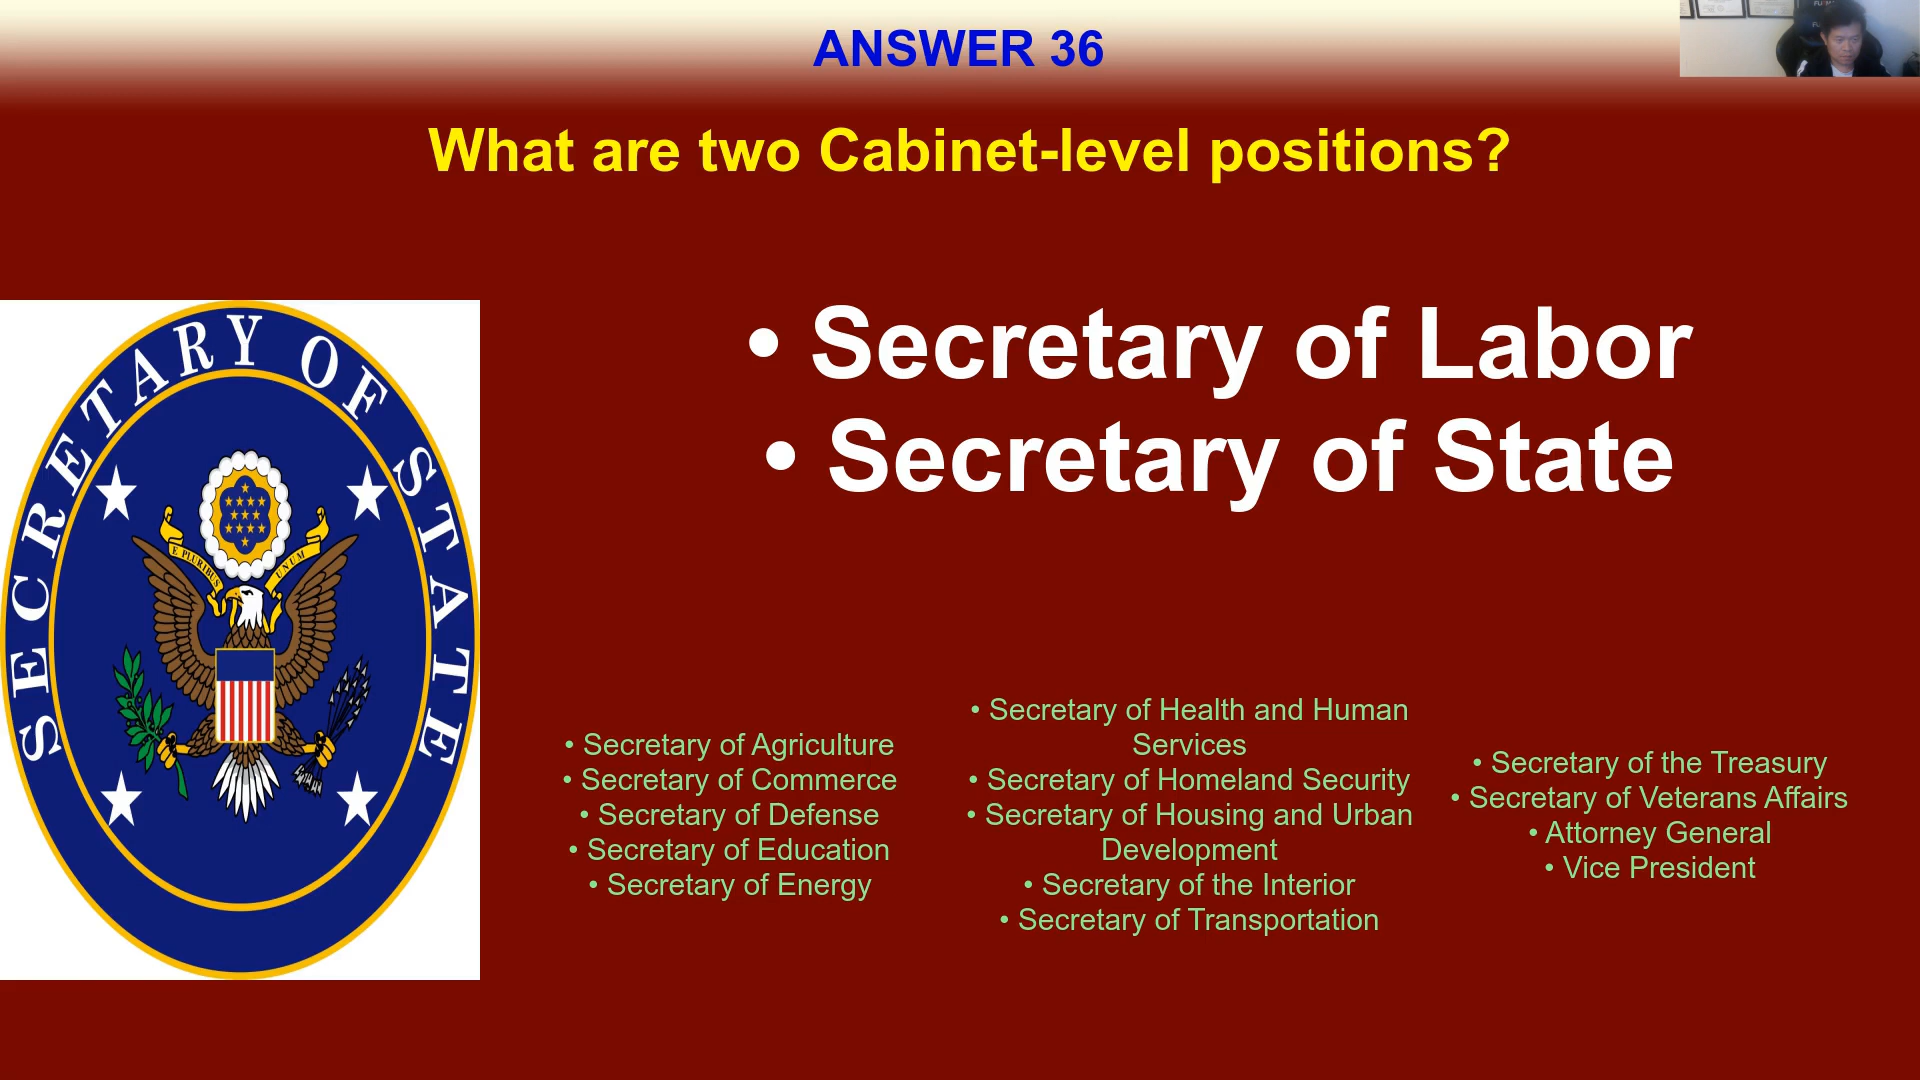 ANSWER 36
What are two Cabinet-level positions?
• Secretary of Labor
• Secretary of State
SECRETARY OF STATE
E PLURIBUS UNUM
• Secretary of Agriculture
• Secretary of Commerce
• Secretary of Defense
• Secretary of Education
• Secretary of Energy
• Secretary of Health and Human
Services
• Secretary of Homeland Security
• Secretary of Housing and Urban
Development
• Secretary of the Interior
• Secretary of Transportation
• Secretary of the Treasury
• Secretary of Veterans Affairs
• Attorney General
• Vice President